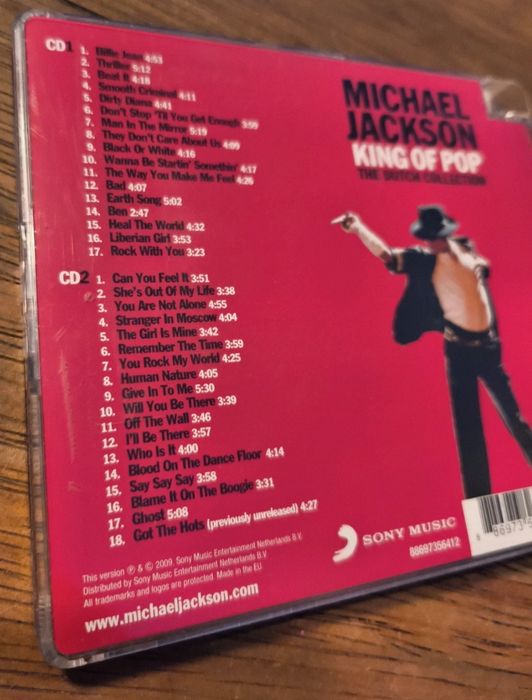 CD1
1. Billie Jean 4:53
2. Thriller 5:12
3. Beat It 4:18
4. Smooth Criminal 4:11
5. Dirty Diana 4:41
6. Don't Stop 'Til You Get Enough 3:59
7. Man In The Mirror 5:19
8. They Don't Care About Us 4:09
9. Black Or White 4:16
10. Wanna Be Startin' Somethin' 4:17
11. The Way You Make Me Feel 4:26
12. Bad 4:07
13. Earth Song 5:02
14. Ben 2:47
15. Heal The World 4:32
16. Liberian Girl 3:53
17. Rock With You 3:23
CD2
1. Can You Feel It 3:51
2. She's Out Of My Life 3:38
3. You Are Not Alone 4:55
4. Stranger In Moscow 4:04
5. The Girl Is Mine 3:42
6. Remember The Time 3:59
7. You Rock My World 4:25
8. Human Nature 4:05
9. Give In To Me 5:30
10. Will You Be There 3:39
11. Off The Wall 3:46
12. I'll Be There 3:57
13. Who Is It 4:00
14. Blood On The Dance Floor 4:14
15. Say Say Say 3:58
16. Blame It On The Boogie 3:31
17. Ghost 5:08
18. Got The Hots (previously unreleased) 4:27
MICHAEL
JACKSON
KING OF POP
THE DUTCH COLLECTION
This version ℗ & © 2009, Sony Music Entertainment Netherlands B.V.
Distributed by Sony Music Entertainment Netherlands B.V
All trademarks and logos are protected. Made in the EU
www.michaeljackson.com
SONY MUSIC
88697356412